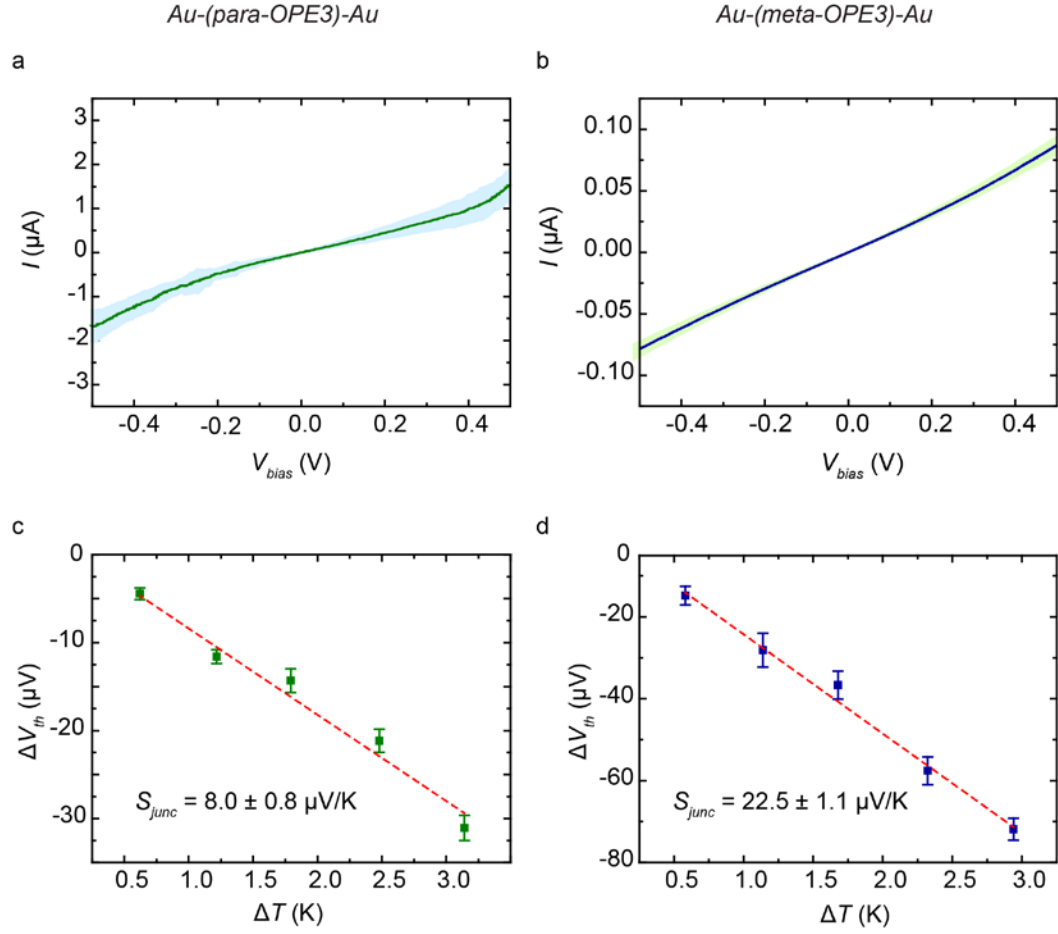 Au-(para-OPE3)-Au
Au-(meta-OPE3)-Au
a
3
2
1
0
-1
-2
-3
I (µA)
-0.4
-0.2
0.0
0.2
0.4
V_bias (V)
b
0.10
0.05
0.00
-0.05
-0.10
I (µA)
-0.4
-0.2
0.0
0.2
0.4
V_bias (V)
c
0
-10
-20
-30
ΔV_th (µV)
S_junc = 8.0 ± 0.8 µV/K
0.5
1.0
1.5
2.0
2.5
3.0
ΔT (K)
d
0
-20
-40
-60
-80
ΔV_th (µV)
S_junc = 22.5 ± 1.1 µV/K
0.5
1.0
1.5
2.0
2.5
3.0
ΔT (K)